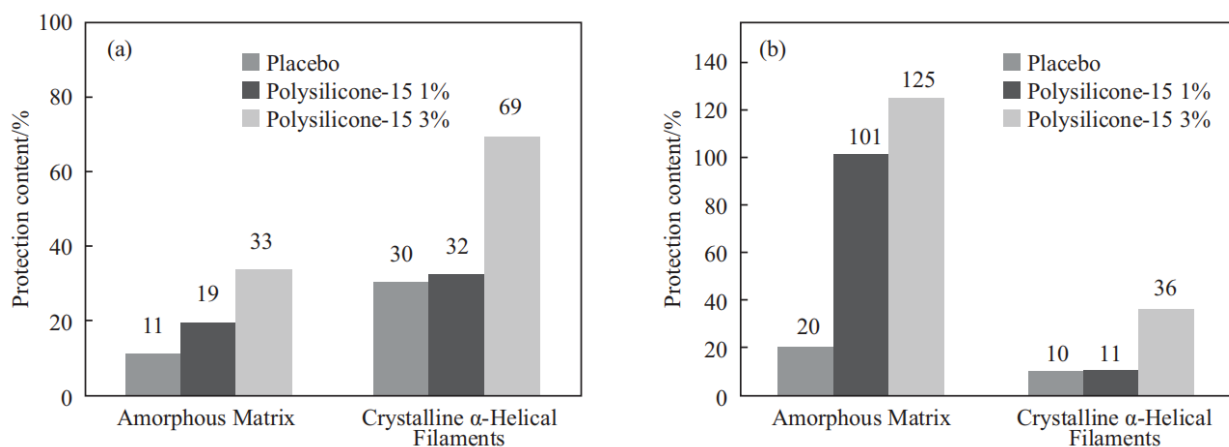 (a)
Protection content/%
100
80
60
40
20
0
Placebo
Polysilicone-15 1%
Polysilicone-15 3%
11
19
33
30
32
69
Amorphous Matrix
Crystalline α-Helical
Filaments
(b)
Protection content/%
140
120
100
80
60
40
20
0
Placebo
Polysilicone-15 1%
Polysilicone-15 3%
20
101
125
10
11
36
Amorphous Matrix
Crystalline α-Helical
Filaments